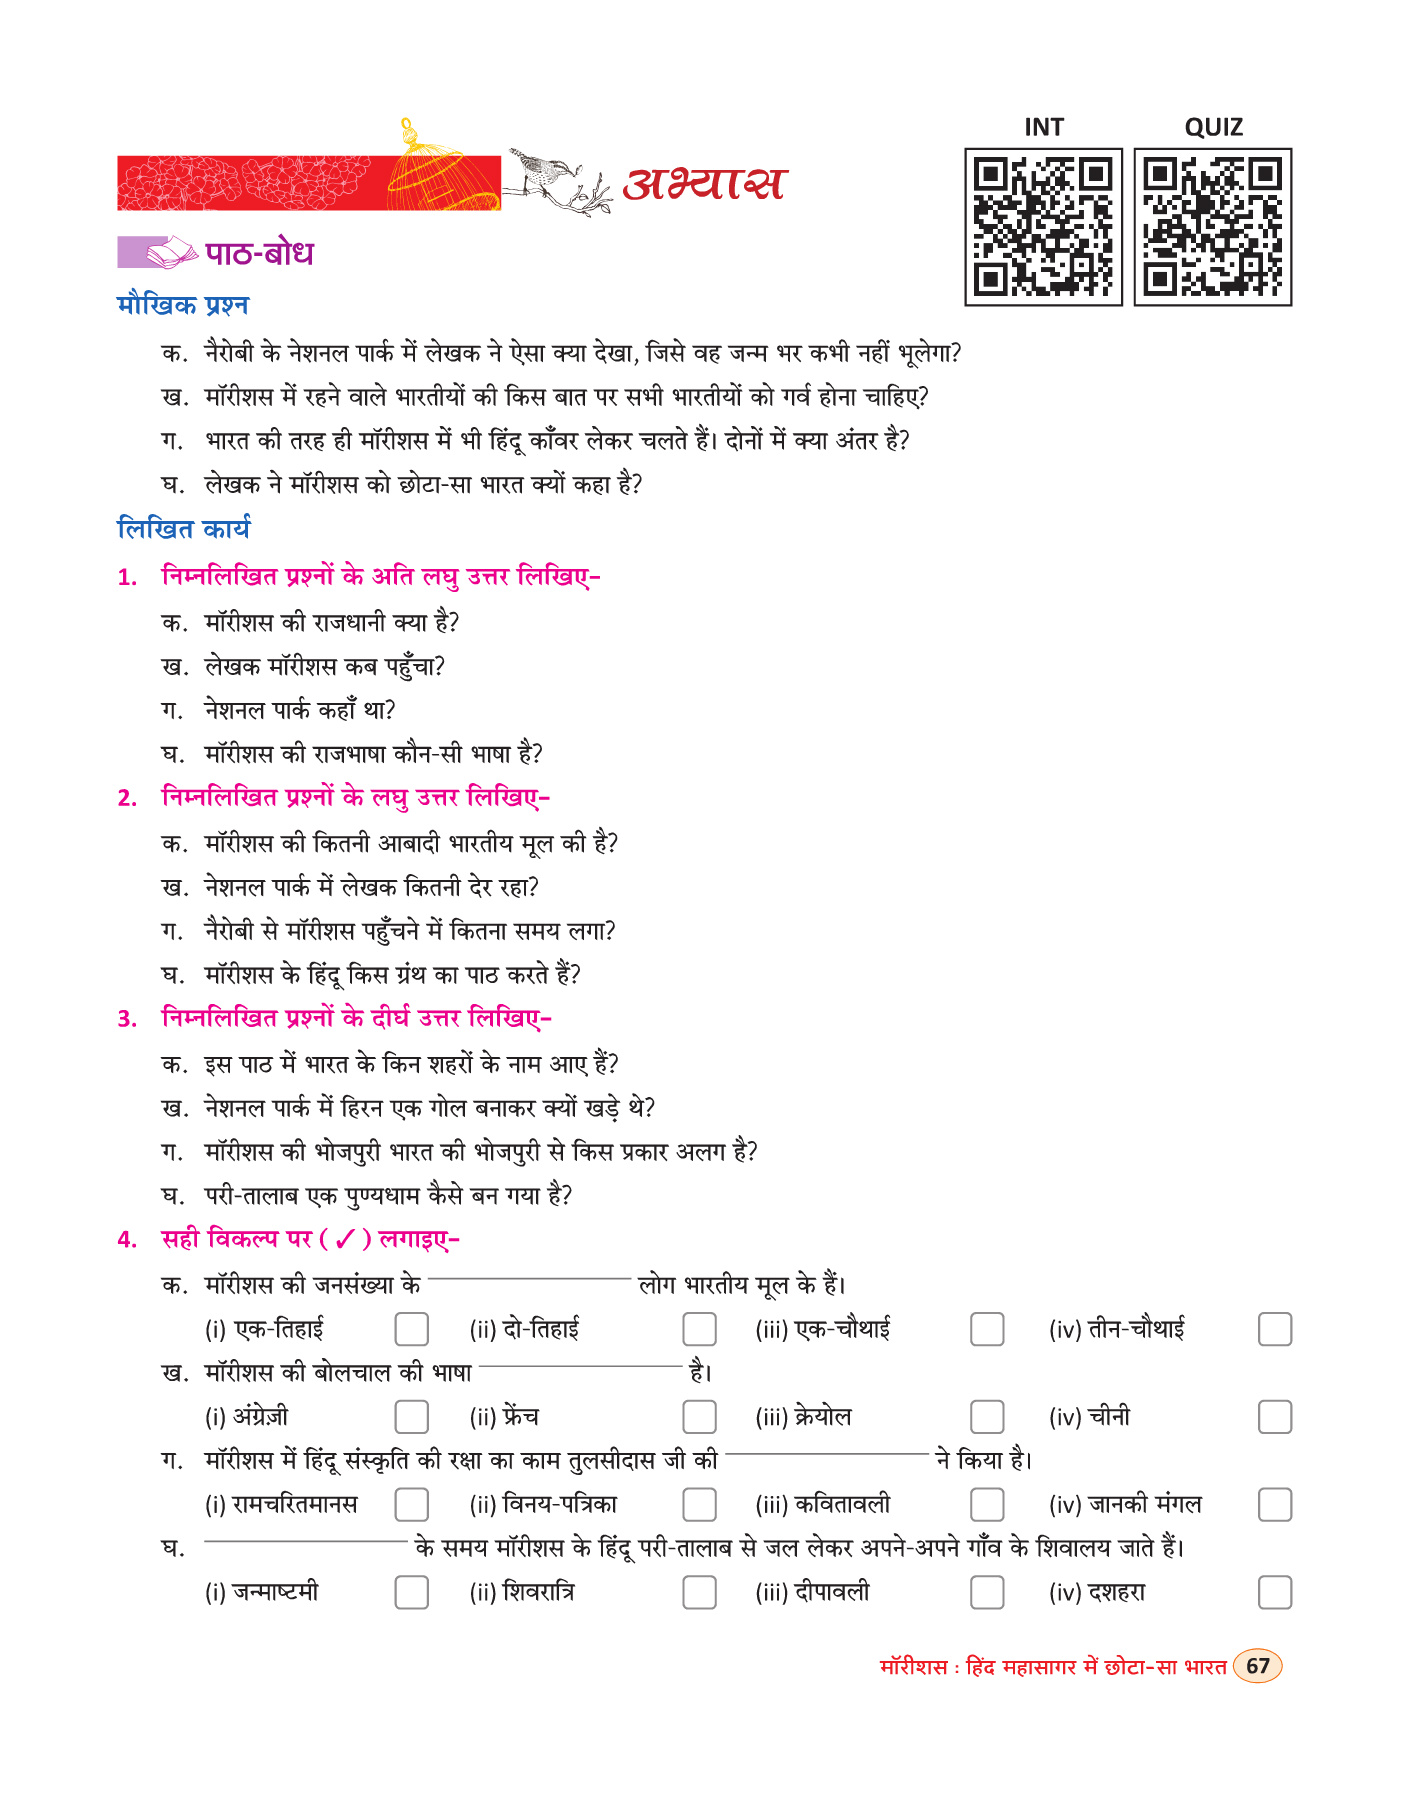 INT QUIZ
अभ्यास
पाठ-बोध
मौखिक प्रश्न
क. नैरोबी के नेशनल पार्क में लेखक ने ऐसा क्या देखा, जिसे वह जन्म भर कभी नहीं भूलेगा?
ख. मॉरीशस में रहने वाले भारतीयों की किस बात पर सभी भारतीयों को गर्व होना चाहिए?
ग. भारत की तरह ही मॉरीशस में भी हिंदू काँवर लेकर चलते हैं। दोनों में क्या अंतर है?
घ. लेखक ने मॉरीशस को छोटा-सा भारत क्यों कहा है?
लिखित कार्य
1. निम्नलिखित प्रश्नों के अति लघु उत्तर लिखिए–
क. मॉरीशस की राजधानी क्या है?
ख. लेखक मॉरीशस कब पहुँचा?
ग. नेशनल पार्क कहाँ था?
घ. मॉरीशस की राजभाषा कौन-सी भाषा है?
2. निम्नलिखित प्रश्नों के लघु उत्तर लिखिए–
क. मॉरीशस की कितनी आबादी भारतीय मूल की है?
ख. नेशनल पार्क में लेखक कितनी देर रहा?
ग. नैरोबी से मॉरीशस पहुँचने में कितना समय लगा?
घ. मॉरीशस के हिंदू किस ग्रंथ का पाठ करते हैं?
3. निम्नलिखित प्रश्नों के दीर्घ उत्तर लिखिए–
क. इस पाठ में भारत के किन शहरों के नाम आए हैं?
ख. नेशनल पार्क में हिरन एक गोल बनाकर क्यों खड़े थे?
ग. मॉरीशस की भोजपुरी भारत की भोजपुरी से किस प्रकार अलग है?
घ. परी-तालाब एक पुण्यधाम कैसे बन गया है?
4. सही विकल्प पर (✓) लगाइए–
क. मॉरीशस की जनसंख्या के ________ लोग भारतीय मूल के हैं।
(i) एक-तिहाई (ii) दो-तिहाई (iii) एक-चौथाई (iv) तीन-चौथाई
ख. मॉरीशस की बोलचाल की भाषा ________ है।
(i) अंग्रेज़ी (ii) फ्रेंच (iii) क्रेयोल (iv) चीनी
ग. मॉरीशस में हिंदू संस्कृति की रक्षा का काम तुलसीदास जी की ________ ने किया है।
(i) रामचरितमानस (ii) विनय-पत्रिका (iii) कवितावली (iv) जानकी मंगल
घ. ________ के समय मॉरीशस के हिंदू परी-तालाब से जल लेकर अपने-अपने गाँव के शिवालय जाते हैं।
(i) जन्माष्टमी (ii) शिवरात्रि (iii) दीपावली (iv) दशहरा
मॉरीशस : हिंद महासागर में छोटा-सा भारत 67